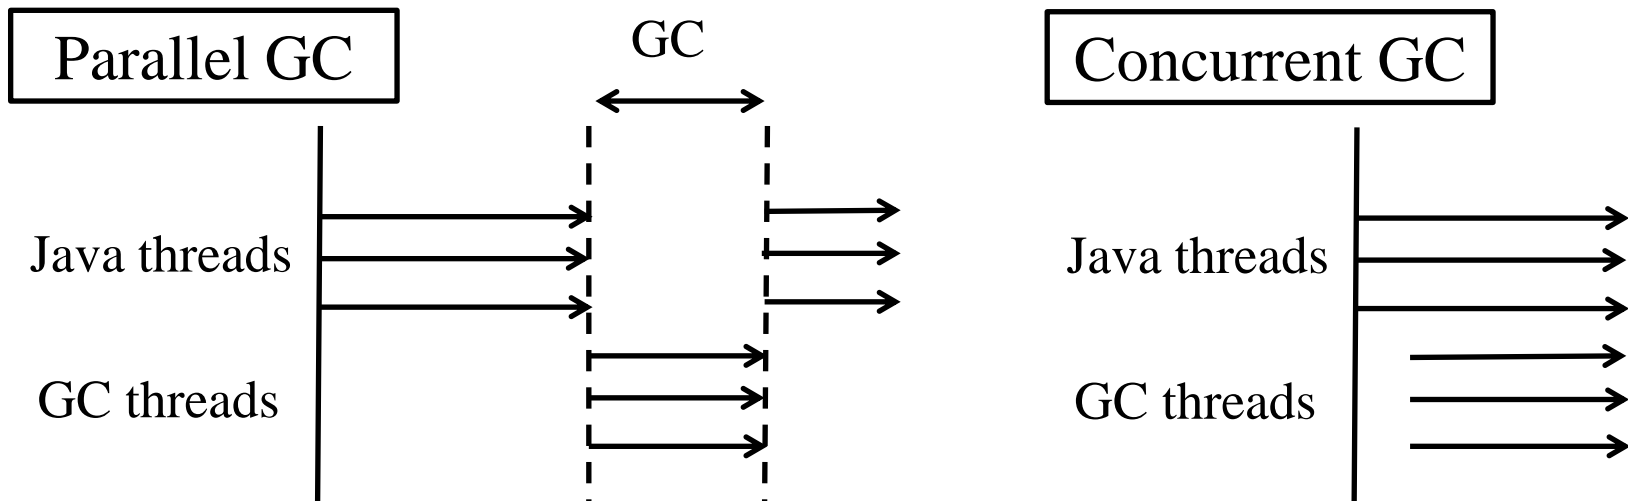 Parallel GC
GC
Java threads
GC threads
Concurrent GC
Java threads
GC threads